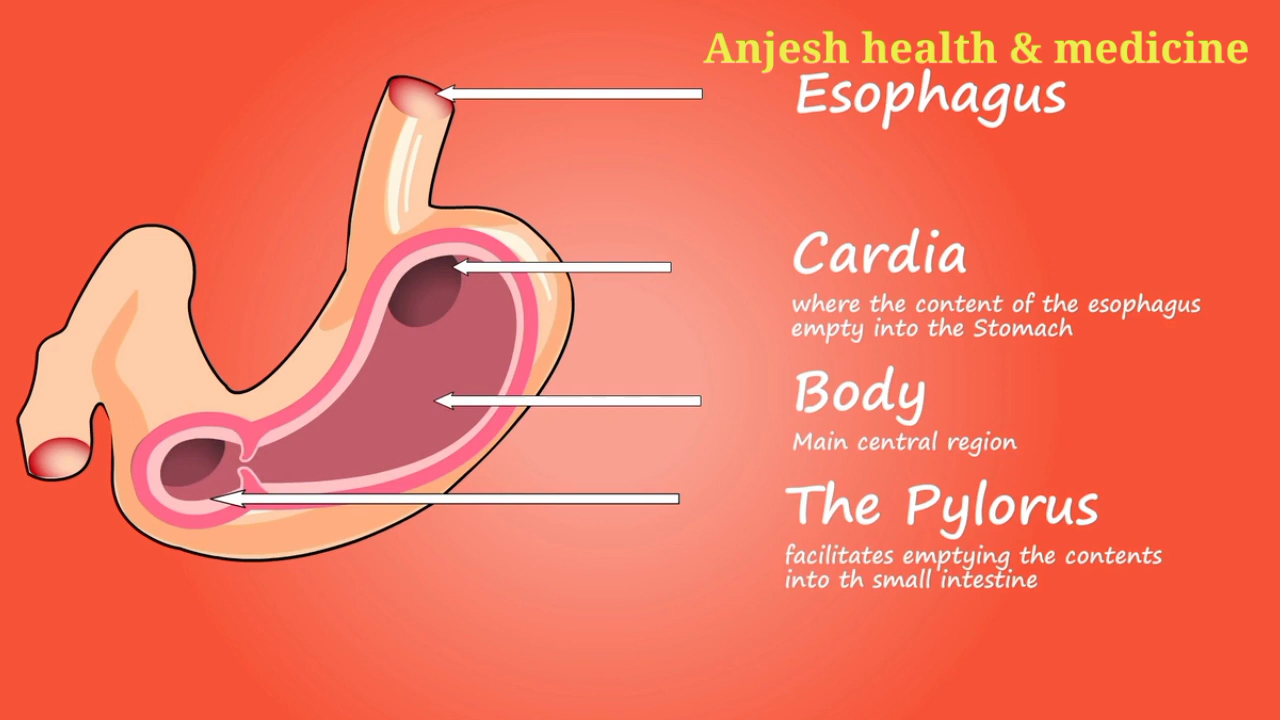 Anjesh health & medicine
Esophagus
Cardia
where the content of the esophagus
empty into the Stomach
Body
Main central region
The Pylorus
facilitates emptying the contents
into th small intestine